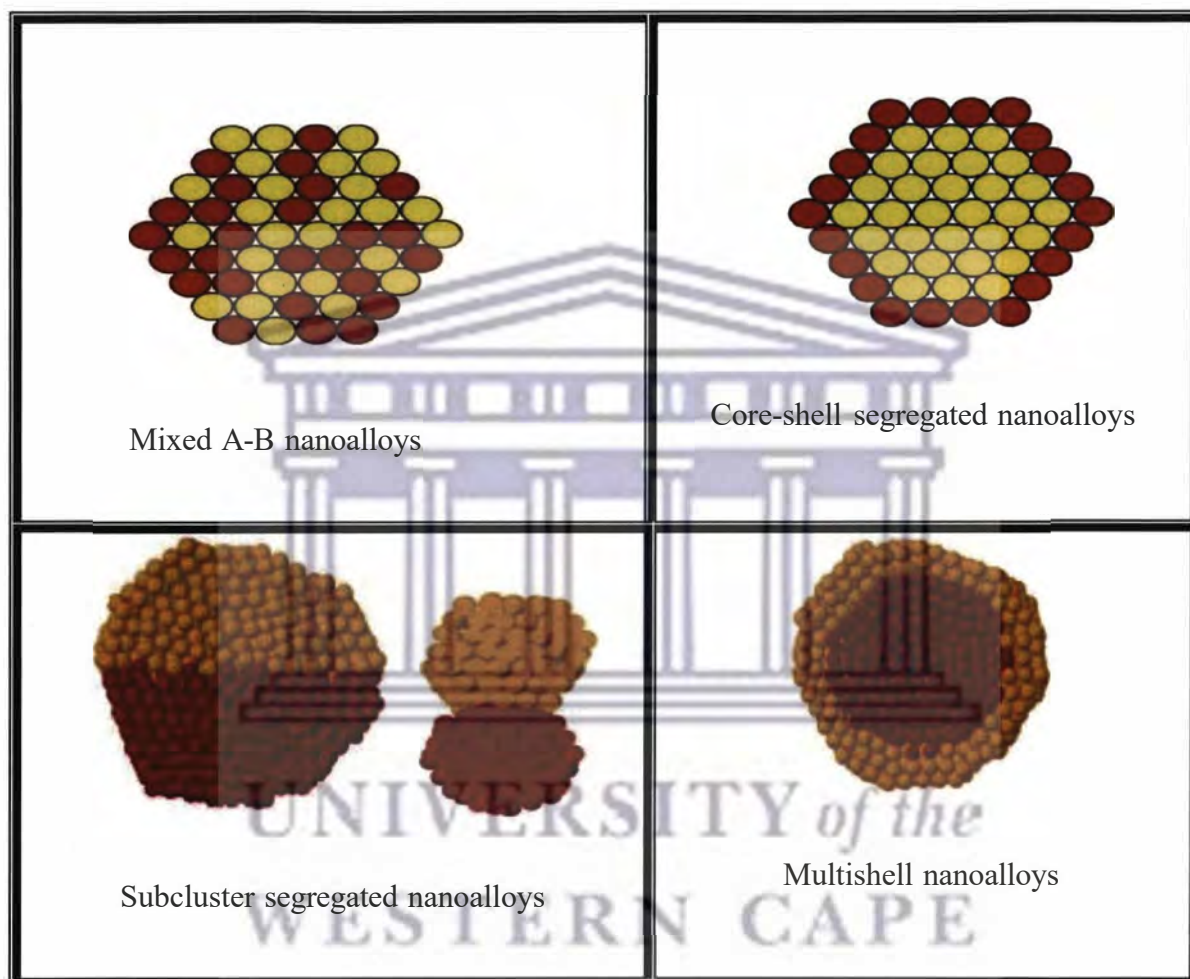 Mixed A-B nanoalloys
Core-shell segregated nanoalloys
Subcluster segregated nanoalloys
Multishell nanoalloys
UNIVERSITY of the
WESTERN CAPE